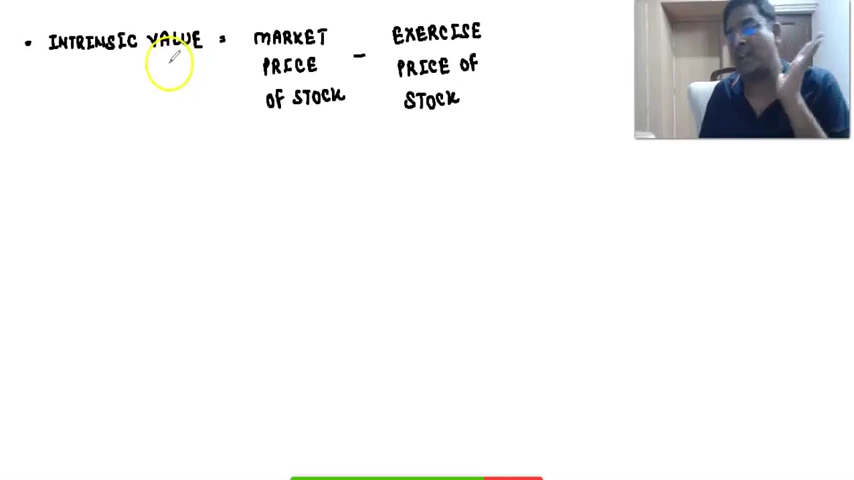 • INTRINSIC VALUE = MARKET PRICE OF STOCK - EXERCISE PRICE OF STOCK